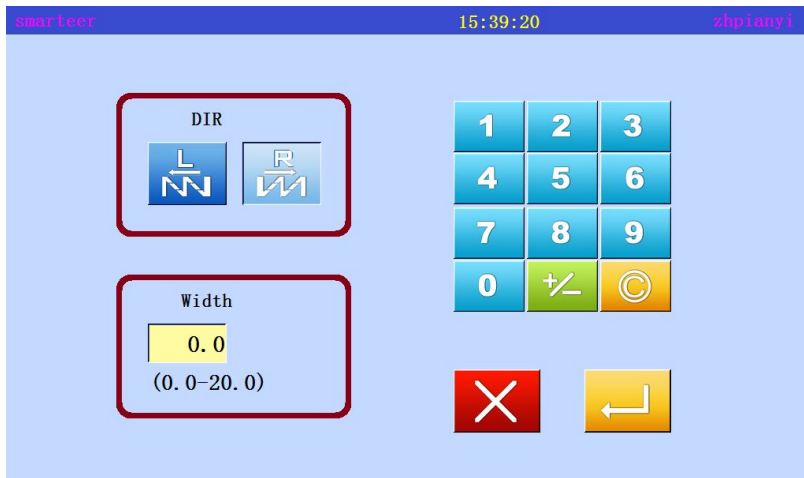 smarteer 15:39:20 zhpianyi
DIR
L R
1 2 3
4 5 6
7 8 9
0 +/- ©
Width
0.0
(0.0-20.0)